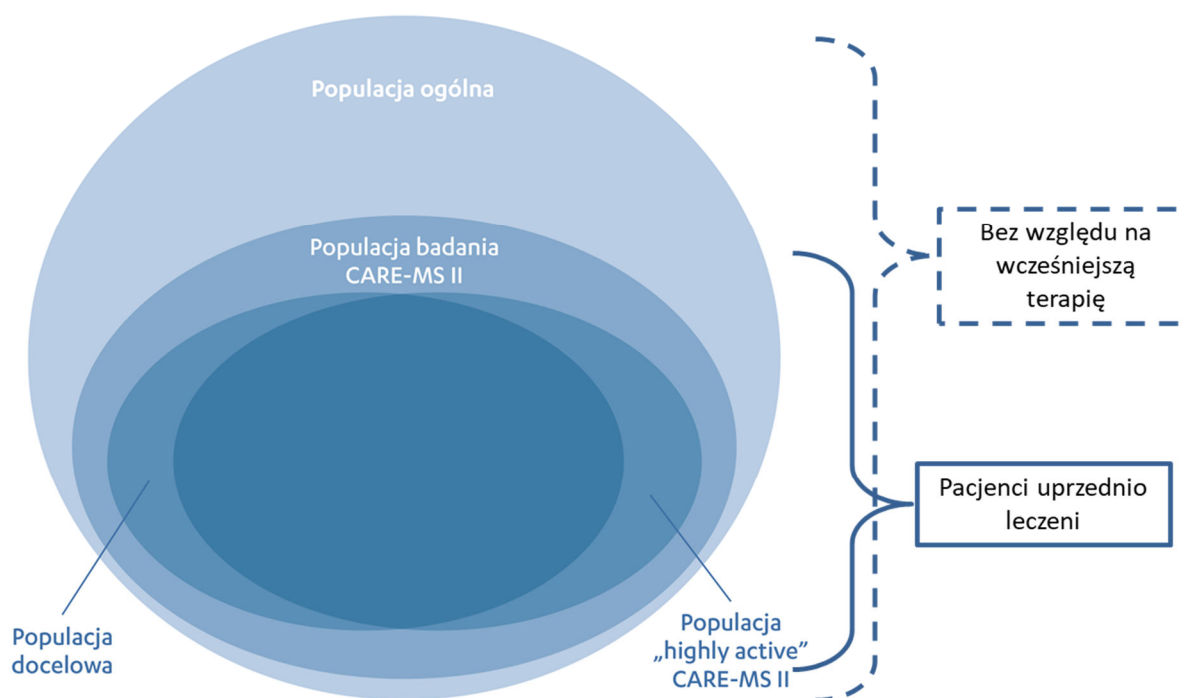 Populacja ogólna
Populacja badania
CARE-MS II
Bez względu na
wcześniejszą
terapię
Pacjenci uprzednio
leczeni
Populacja
docelowa
Populacja
„highly active”
CARE-MS II